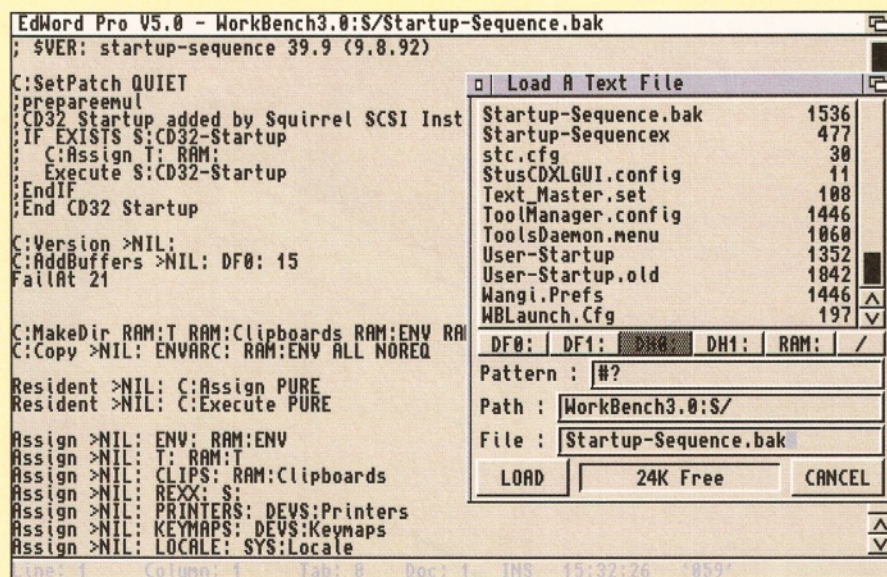 EdWord Pro V5.0 - WorkBench3.0:S/Startup-Sequence.bak
; $VER: startup-sequence 39.9 (9.8.92)
C:SetPatch QUIET
;prepareemul
;CD32 Startup added by Squirrel SCSI Inst
;IF EXISTS S:CD32-Startup
;  C:Assign T: RAM:
;  Execute S:CD32-Startup
;EndIF
;End CD32 Startup
C:Version >NIL:
C:AddBuffers >NIL: DF0: 15
FailAt 21
C:MakeDir RAM:T RAM:Clipboards RAM:ENV
C:Copy >NIL: ENVARC: RAM:ENV ALL NOREQ
Resident >NIL: C:Assign PURE
Resident >NIL: C:Execute PURE
Assign >NIL: ENV: RAM:ENV
Assign >NIL: T: RAM:T
Assign >NIL: CLIPS: RAM:Clipboards
Assign >NIL: REXX: S:
Assign >NIL: PRINTERS: DEVS:Printers
Assign >NIL: KEYMAPS: DEVS:Keymaps
Assign >NIL: LOCALE: SYS:Locale
Line: 1 Column: 1 Tab: 8 Doc: 1 INS 15:32:26 '059'
Load A Text File
Startup-Sequence.bak 1536
Startup-Sequencex 477
stc.cfg 30
StusCDXLGUI.config 11
Text_Master.set 108
ToolManager.config 1446
ToolsDaemon.menu 1060
User-Startup 1352
User-Startup.old 1842
Wangi.Prefs 1446
WBLaunch.Cfg 197
DF0: DF1: DH0: DH1: RAM: /
Pattern : #?
Path : WorkBench3.0:S/
File : Startup-Sequence.bak
LOAD 24K Free CANCEL